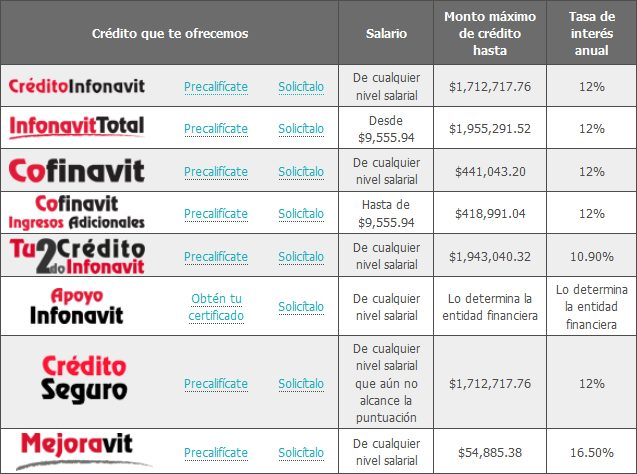 Crédito que te ofrecemos Salario Monto máximo de crédito hasta Tasa de interés anual
CréditoInfonavit Precalifícate Solicítalo De cualquier nivel salarial $1,712,717.76 12%
InfonavitTotal Precalifícate Solicítalo Desde $9,555.94 $1,955,291.52 12%
Cofinavit Precalifícate Solicítalo De cualquier nivel salarial $441,043.20 12%
Cofinavit Ingresos Adicionales Precalifícate Solicítalo Hasta de $9,555.94 $418,991.04 12%
Tu 2do Crédito Infonavit Precalifícate Solicítalo De cualquier nivel salarial $1,943,040.32 10.90%
Apoyo Infonavit Obtén tu certificado Solicítalo De cualquier nivel salarial Lo determina la entidad financiera Lo determina la entidad financiera
Crédito Seguro Precalifícate Solicítalo De cualquier nivel salarial que aún no alcance la puntuación $1,712,717.76 12%
Mejoravit Precalifícate Solicítalo De cualquier nivel salarial $54,885.38 16.50%